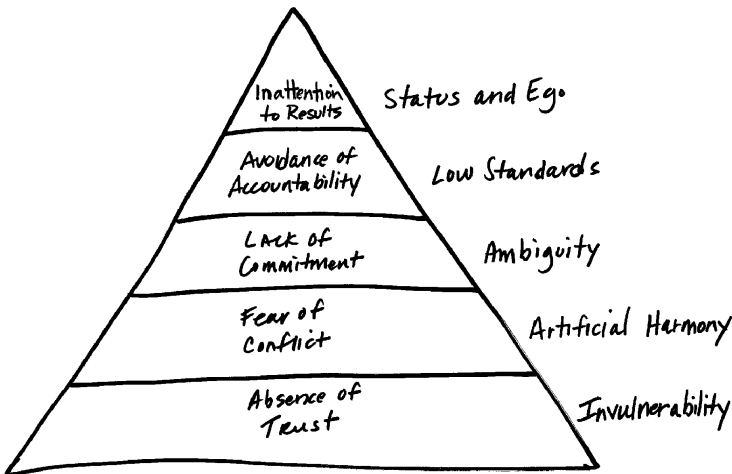 Inattention
to Results
Status and Ego
Avoidance of
Accountability
Low Standards
Lack of
Commitment
Ambiguity
Fear of
Conflict
Artificial Harmony
Absence of
Trust
Invulnerability